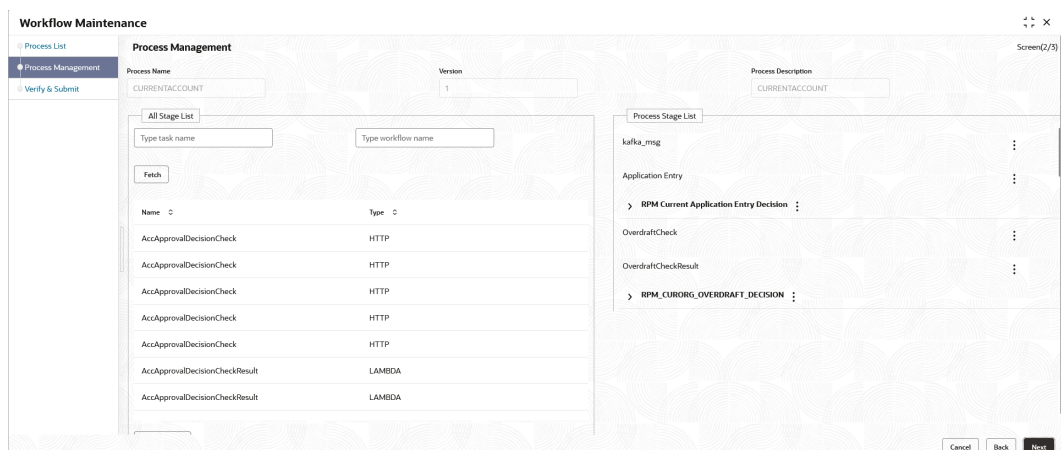 Workflow Maintenance
Process List
Process Management
Verify & Submit
Process Management
Screen(2/3)
Process Name
Version
Process Description
CURRENTACCOUNT
1
CURRENTACCOUNT
All Stage List
Type task name
Type workflow name
Fetch
Name
Type
AccApprovalDecisionCheck HTTP
AccApprovalDecisionCheck HTTP
AccApprovalDecisionCheck HTTP
AccApprovalDecisionCheck HTTP
AccApprovalDecisionCheck HTTP
AccApprovalDecisionCheckResult LAMBDA
AccApprovalDecisionCheckResult LAMBDA
Process Stage List
kafka_msg
Application Entry
RPM Current Application Entry Decision
OverdraftCheck
OverdraftCheckResult
RPM_CURORG_OVERDRAFT_DECISION
Cancel
Back
Next